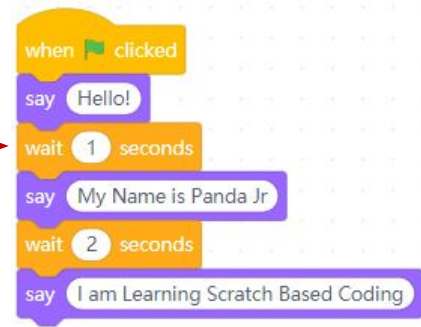 when clicked
say Hello!
wait 1 seconds
say My Name is Panda Jr
wait 2 seconds
say I am Learning Scratch Based Coding